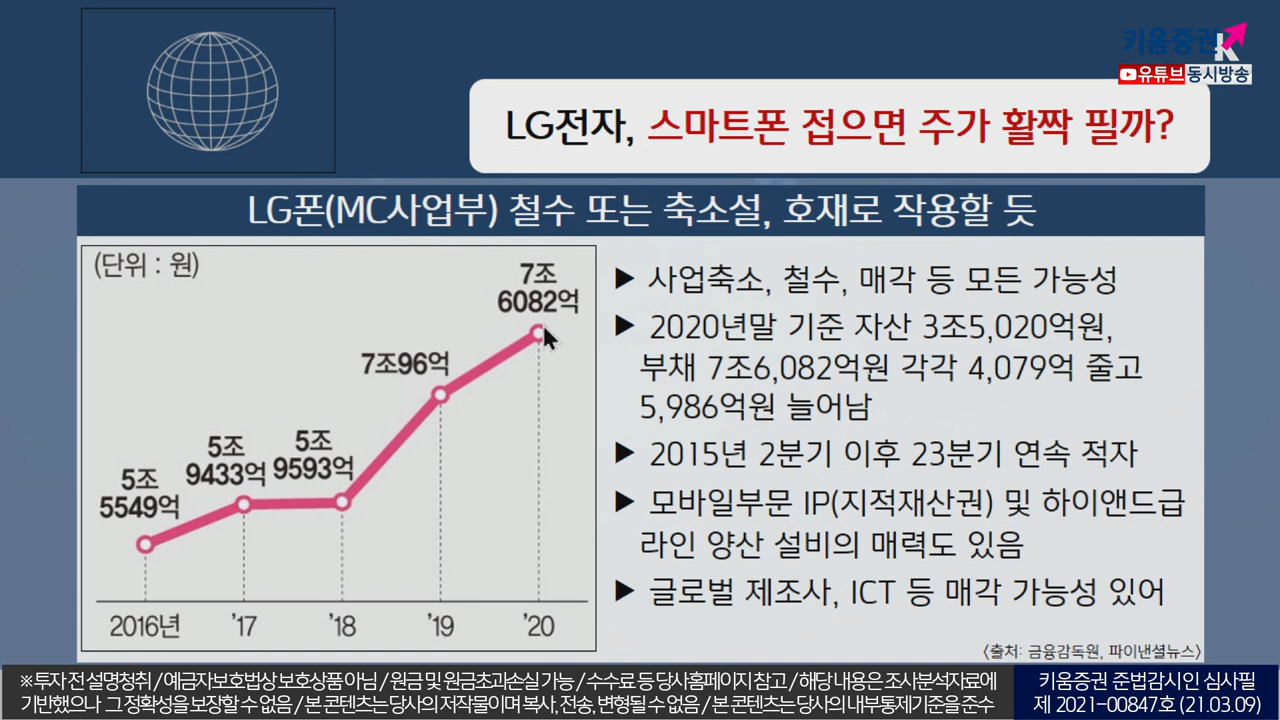 키움증권
유튜브동시방송
LG전자, 스마트폰 접으면 주가 활짝 필까?
LG폰(MC사업부) 철수 또는 축소설, 호재로 작용할 듯
(단위 : 원)
5조
5549억
5조
9433억
5조
9593억
7조96억
7조
6082억
2016년 '17 '18 '19 '20
▶ 사업축소, 철수, 매각 등 모든 가능성
▶ 2020년말 기준 자산 3조5,020억원,
부채 7조6,082억원 각각 4,079억 줄고
5,986억원 늘어남
▶ 2015년 2분기 이후 23분기 연속 적자
▶ 모바일부문 IP(지적재산권) 및 하이앤드급
라인 양산 설비의 매력도 있음
▶ 글로벌 제조사, ICT 등 매각 가능성 있어
<출처: 금융감독원, 파이낸셜뉴스>
※ 투자 전 설명청취 / 예금자보호법상 보호상품 아님 / 원금 및 원금초과손실 가능 / 수수료 등 당사홈페이지 참고 / 해당 내용은 조사분석자료에
기반했으나 그 정확성을 보장할 수 없음 / 본 콘텐츠는 당사의 저작물이며 복사, 전송, 변형될 수 없음 / 본 콘텐츠는 당사의 내부통제기준을 준수
키움증권 준법감시인 심사필
제 2021-00847호 (21.03.09)